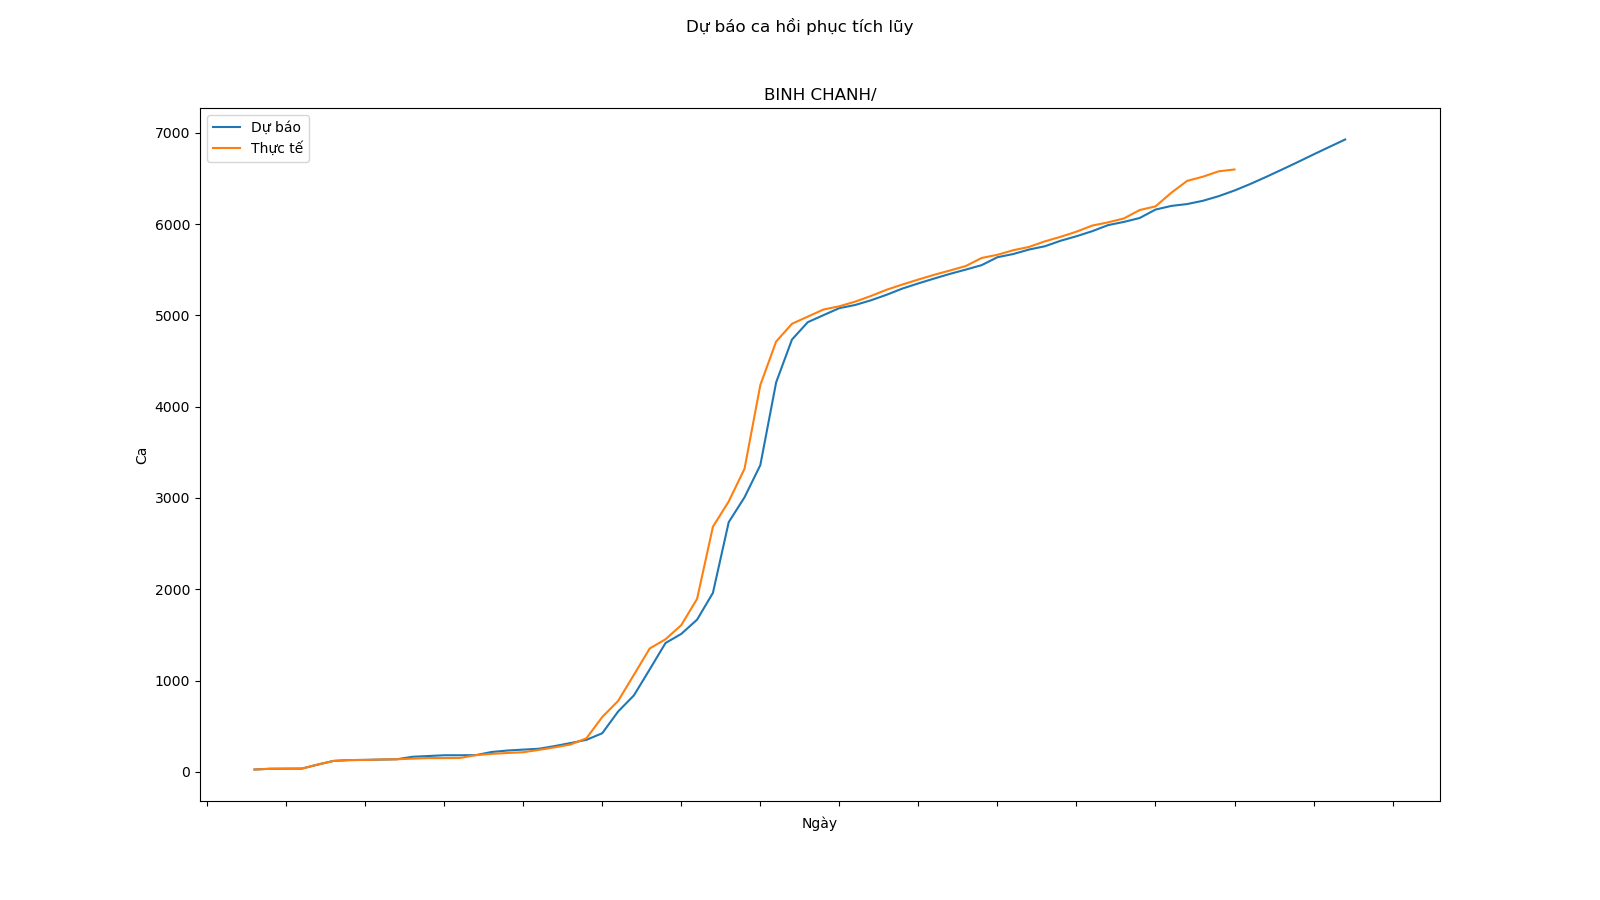 Dự báo ca hồi phục tích lũy
BINH CHANH/
Dự báo
Thực tế
7000
6000
5000
4000
3000
2000
1000
0
Ca
Ngày